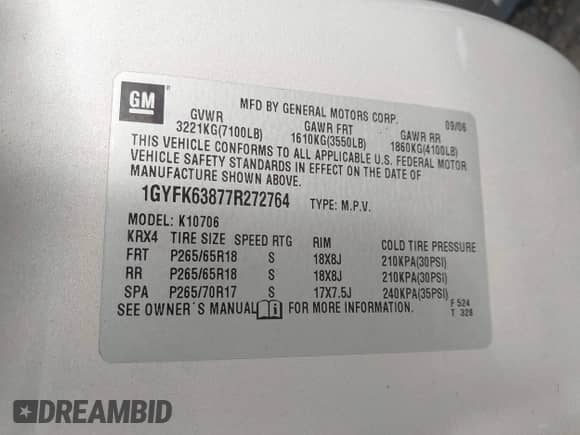 GM ®
MFD BY GENERAL MOTORS CORP.
09/06
GVWR GAWR FRT GAWR RR
3221KG(7100LB) 1610KG(3550LB) 1860KG(4100LB)
THIS VEHICLE CONFORMS TO ALL APPLICABLE U.S. FEDERAL MOTOR
VEHICLE SAFETY STANDARDS IN EFFECT ON THE DATE OF
MANUFACTURE SHOWN ABOVE.
1GYFK63877R272764 TYPE: M.P.V.
MODEL: K10706
KRX4 TIRE SIZE SPEED RTG RIM COLD TIRE PRESSURE
FRT P265/65R18 S 18X8J 210KPA(30PSI)
RR P265/65R18 S 18X8J 210KPA(30PSI)
SPA P265/70R17 S 17X7.5J 240KPA(35PSI)
SEE OWNER'S MANUAL FOR MORE INFORMATION.
F 524
T 326
DREAMBID